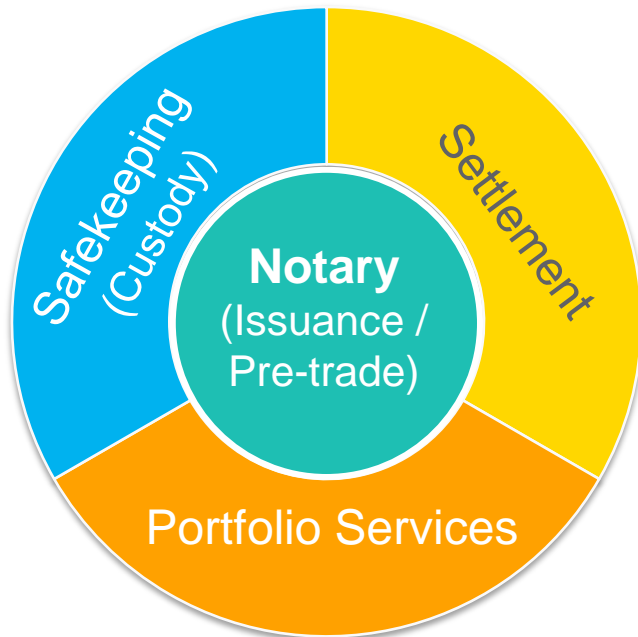 Safekeeping
(Custody)
Settlement
Notary
(Issuance /
Pre-trade)
Portfolio Services